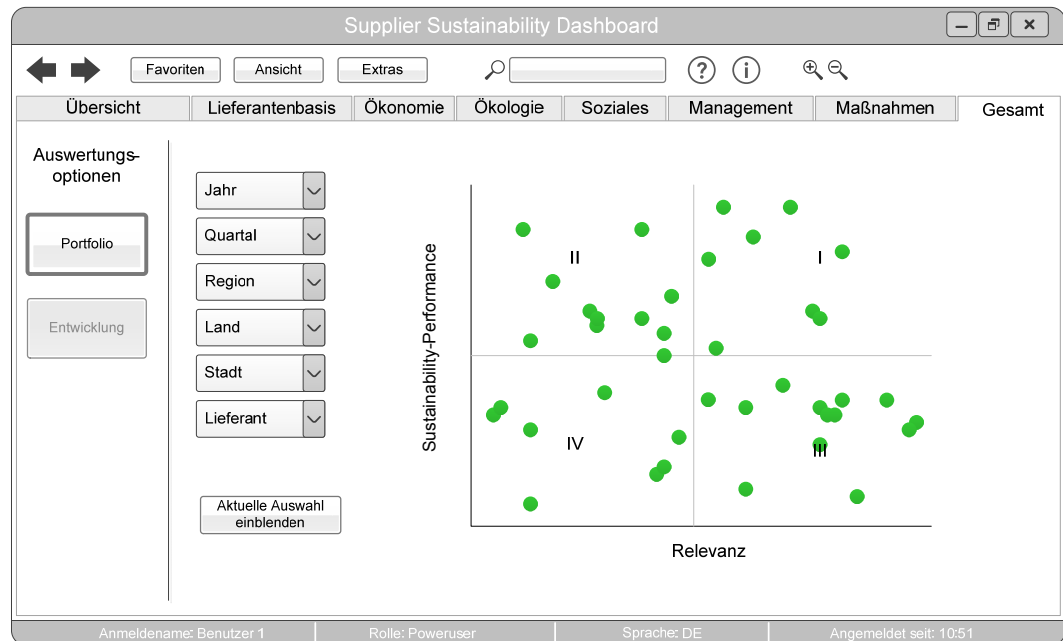 Supplier Sustainability Dashboard
Favoriten
Ansicht
Extras
Übersicht
Lieferantenbasis
Ökonomie
Ökologie
Soziales
Management
Maßnahmen
Gesamt
Auswertungs-
optionen
Portfolio
Entwicklung
Jahr
Quartal
Region
Land
Stadt
Lieferant
Aktuelle Auswahl
einblenden
Sustainability-Performance
II
I
IV
III
Relevanz
Anmeldename: Benutzer 1
Rolle: Poweruser
Sprache: DE
Angemeldet seit: 10:51